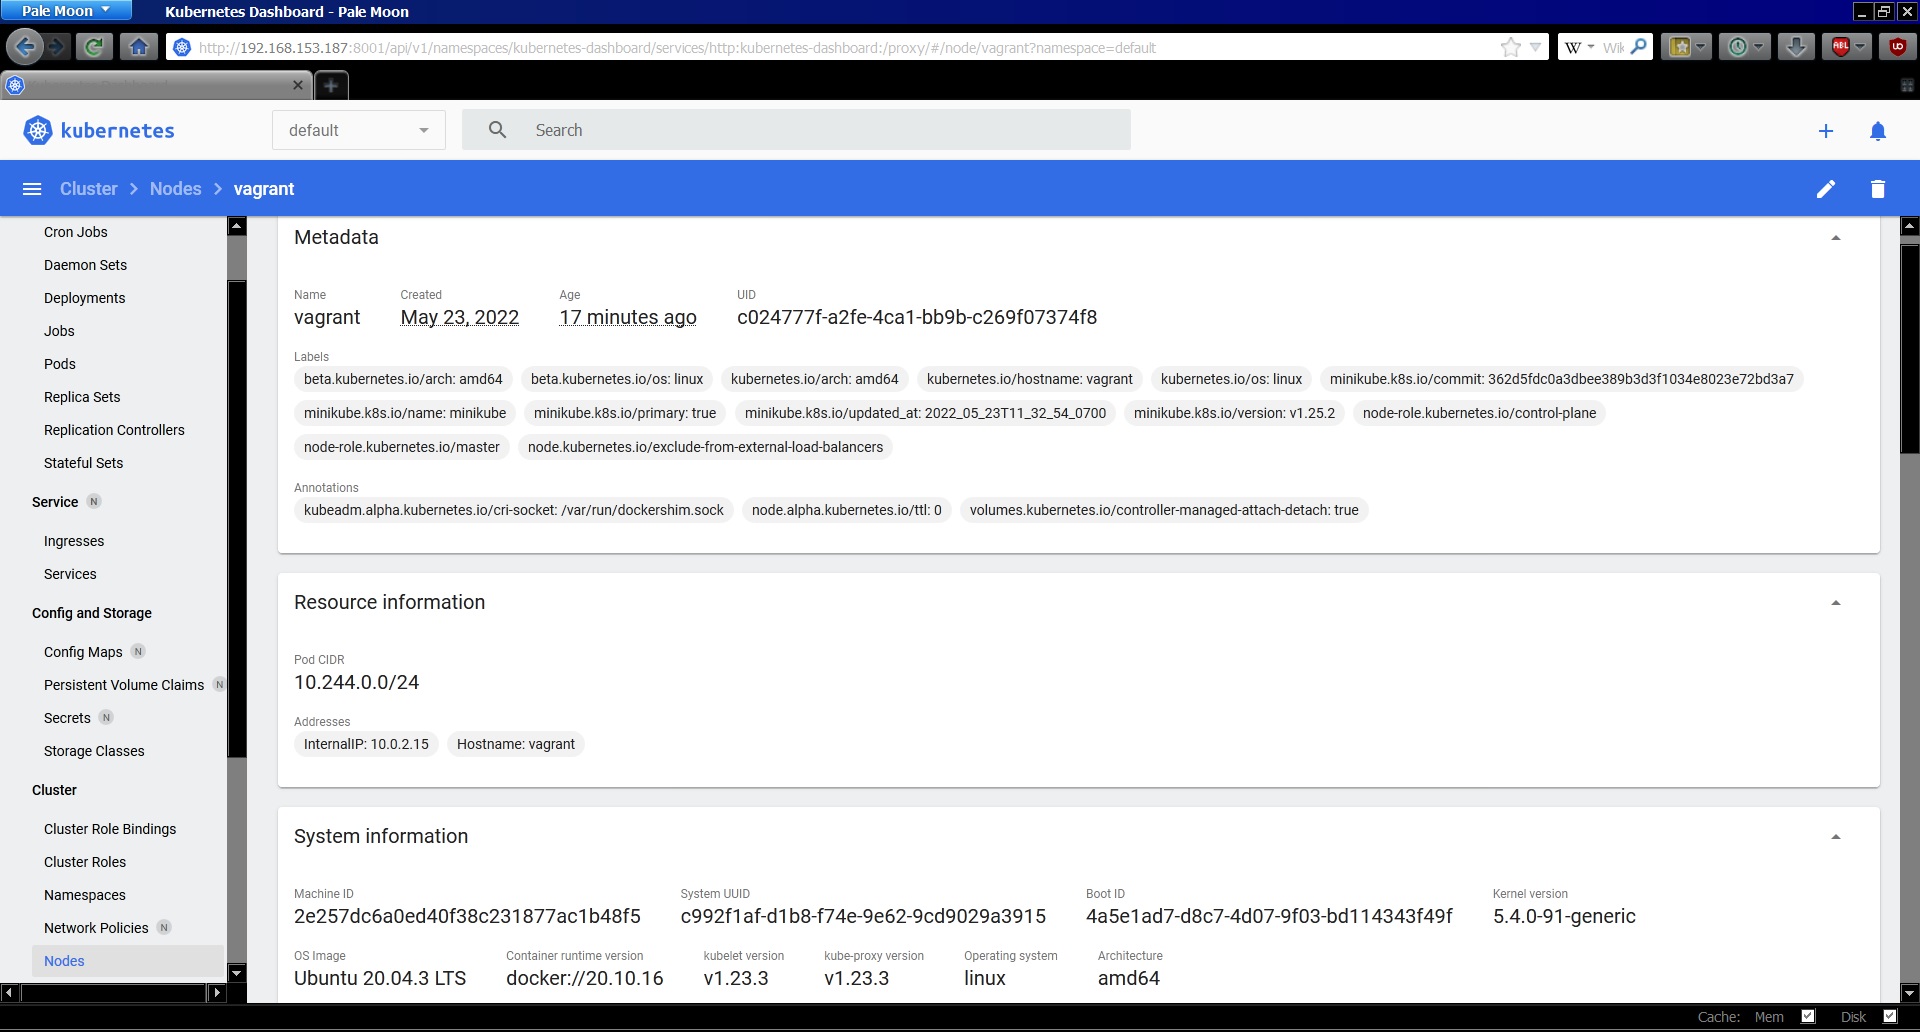 Pale Moon
Kubernetes Dashboard - Pale Moon
http://192.168.153.187:8001/api/v1/namespaces/kubernetes-dashboard/services/http:kubernetes-dashboard:/proxy/#/node/vagrant?namespace=default
W Wik
ABL
kubernetes
default
Search
Cluster > Nodes > vagrant
Cron Jobs
Daemon Sets
Deployments
Jobs
Pods
Replica Sets
Replication Controllers
Stateful Sets
Service N
Ingresses
Services
Config and Storage
Config Maps N
Persistent Volume Claims N
Secrets N
Storage Classes
Cluster
Cluster Role Bindings
Cluster Roles
Namespaces
Network Policies N
Nodes
Metadata
Name Created Age UID
vagrant May 23, 2022 17 minutes ago c024777f-a2fe-4ca1-bb9b-c269f07374f8
Labels
beta.kubernetes.io/arch: amd64 beta.kubernetes.io/os: linux kubernetes.io/arch: amd64 kubernetes.io/hostname: vagrant kubernetes.io/os: linux minikube.k8s.io/commit: 362d5fdc0a3dbee389b3d3f1034e8023e72bd3a7
minikube.k8s.io/name: minikube minikube.k8s.io/primary: true minikube.k8s.io/updated_at: 2022_05_23T11_32_54_0700 minikube.k8s.io/version: v1.25.2 node-role.kubernetes.io/control-plane
node-role.kubernetes.io/master node.kubernetes.io/exclude-from-external-load-balancers
Annotations
kubeadm.alpha.kubernetes.io/cri-socket: /var/run/dockershim.sock node.alpha.kubernetes.io/ttl: 0 volumes.kubernetes.io/controller-managed-attach-detach: true
Resource information
Pod CIDR
10.244.0.0/24
Addresses
InternalIP: 10.0.2.15 Hostname: vagrant
System information
Machine ID System UUID Boot ID Kernel version
2e257dc6a0ed40f38c231877ac1b48f5 c992f1af-d1b8-f74e-9e62-9cd9029a3915 4a5e1ad7-d8c7-4d07-9f03-bd114343f49f 5.4.0-91-generic
OS Image Container runtime version kubelet version kube-proxy version Operating system Architecture
Ubuntu 20.04.3 LTS docker://20.10.16 v1.23.3 v1.23.3 linux amd64
Cache: Mem Disk